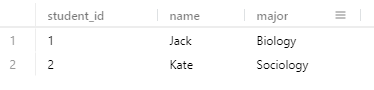 student_id name major
1 1 Jack Biology
2 2 Kate Sociology